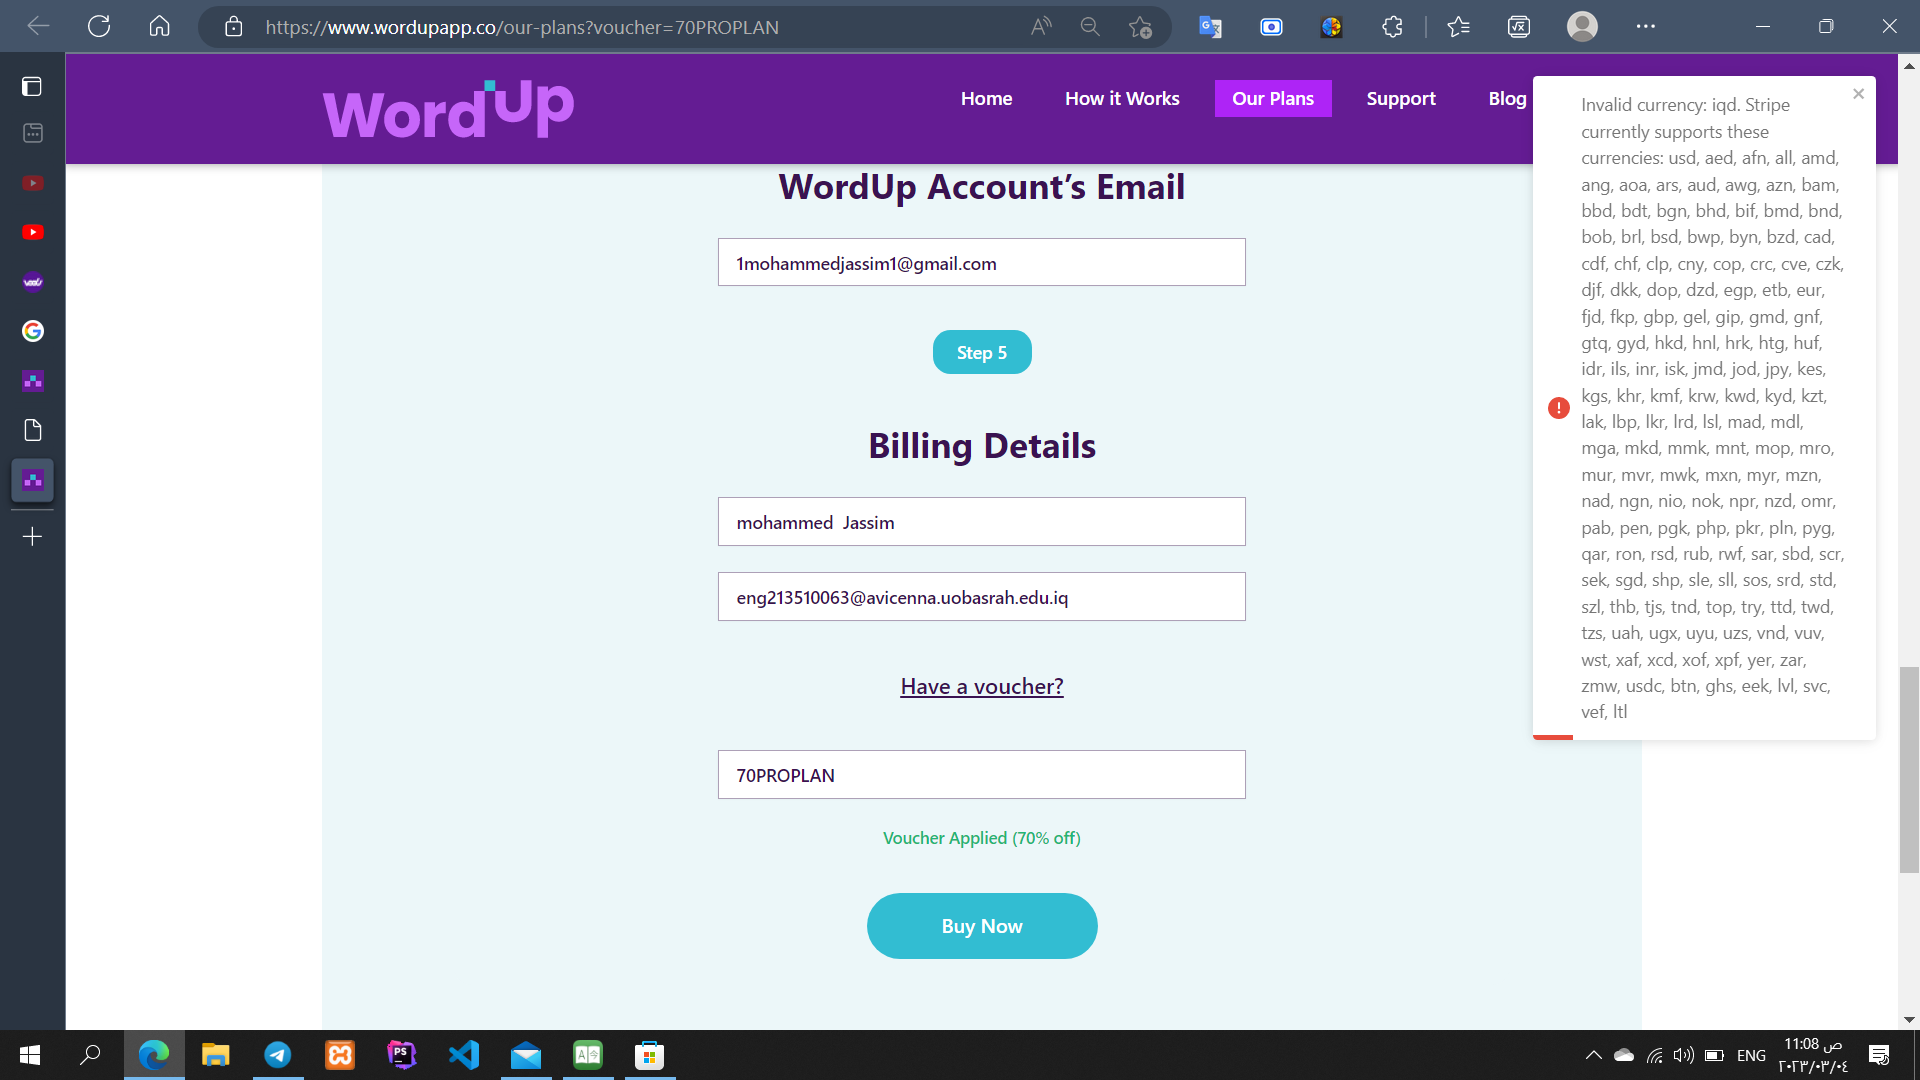 https://www.wordupapp.co/our-plans?voucher=70PROPLAN
WordUp
Home
How it Works
Our Plans
Support
Blog
Invalid currency: iqd. Stripe
currently supports these
currencies: usd, aed, afn, all, amd,
ang, aoa, ars, aud, awg, azn, bam,
bbd, bdt, bgn, bhd, bif, bmd, bnd,
bob, brl, bsd, bwp, byn, bzd, cad,
cdf, chf, clp, cny, cop, crc, cve, czk,
djf, dkk, dop, dzd, egp, etb, eur,
fjd, fkp, gbp, gel, gip, gmd, gnf,
gtq, gyd, hkd, hnl, hrk, htg, huf,
idr, ils, inr, isk, jmd, jod, jpy, kes,
kgs, khr, kmf, krw, kwd, kyd, kzt,
lak, lbp, lkr, lrd, lsl, mad, mdl,
mga, mkd, mmk, mnt, mop, mro,
mur, mvr, mwk, mxn, myr, mzn,
nad, ngn, nio, nok, npr, nzd, omr,
pab, pen, pgk, php, pkr, pln, pyg,
qar, ron, rsd, rub, rwf, sar, sbd, scr,
sek, sgd, shp, sle, sll, sos, srd, std,
szl, thb, tjs, tnd, top, try, ttd, twd,
tzs, uah, ugx, uyu, uzs, vnd, vuv,
wst, xaf, xcd, xof, xpf, yer, zar,
zmw, usdc, btn, ghs, eek, lvl, svc,
vef, ltl
WordUp Account’s Email
1mohammedjassim1@gmail.com
Step 5
Billing Details
mohammed  Jassim
eng213510063@avicenna.uobasrah.edu.iq
Have a voucher?
70PROPLAN
Voucher Applied (70% off)
Buy Now
ENG
11:08 ص
٢٠٢٣/٠٣/٠٤